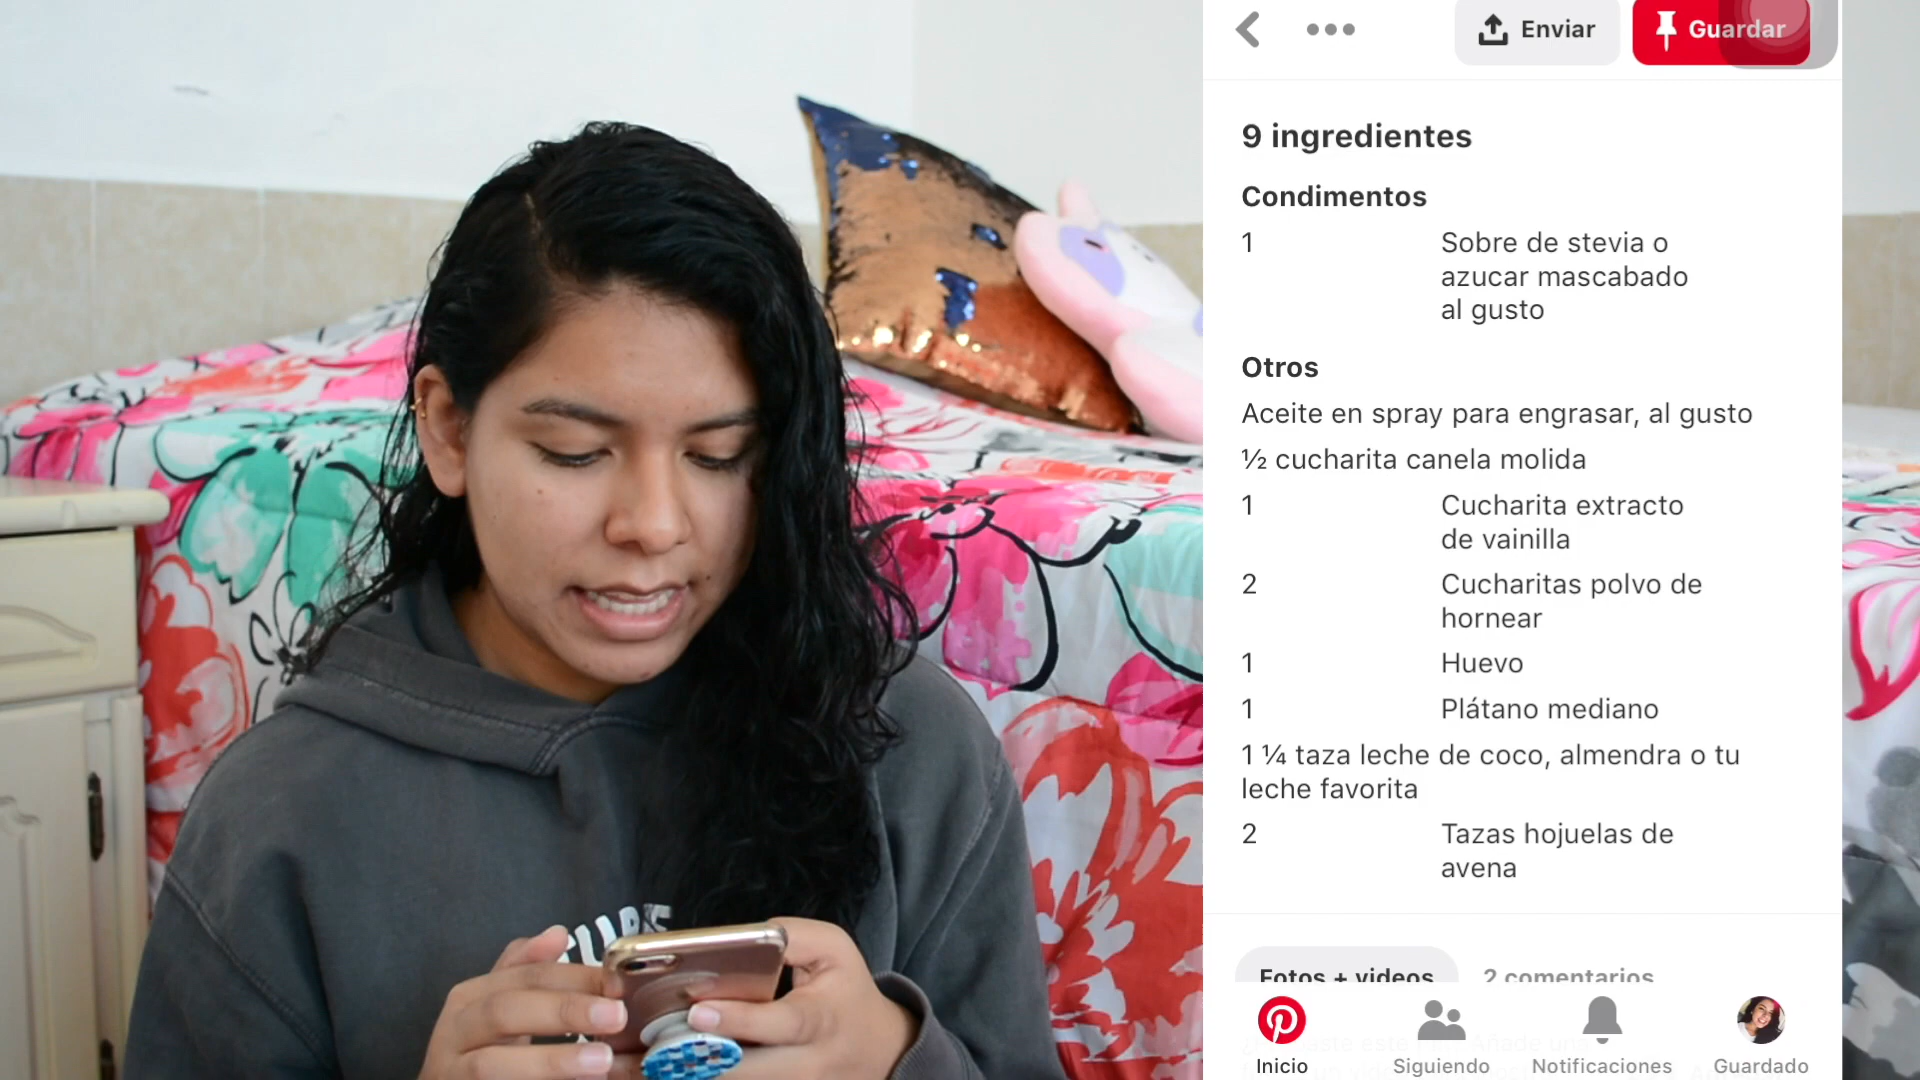 Enviar
Guardar
9 ingredientes
Condimentos
1 Sobre de stevia o
azucar mascabado
al gusto
Otros
Aceite en spray para engrasar, al gusto
½ cucharita canela molida
1 Cucharita extracto
de vainilla
2 Cucharitas polvo de
hornear
1 Huevo
1 Plátano mediano
1 ¼ taza leche de coco, almendra o tu
leche favorita
2 Tazas hojuelas de
avena
Fotos + videos 2 comentarios
Inicio Siguiendo Notificaciones Guardado